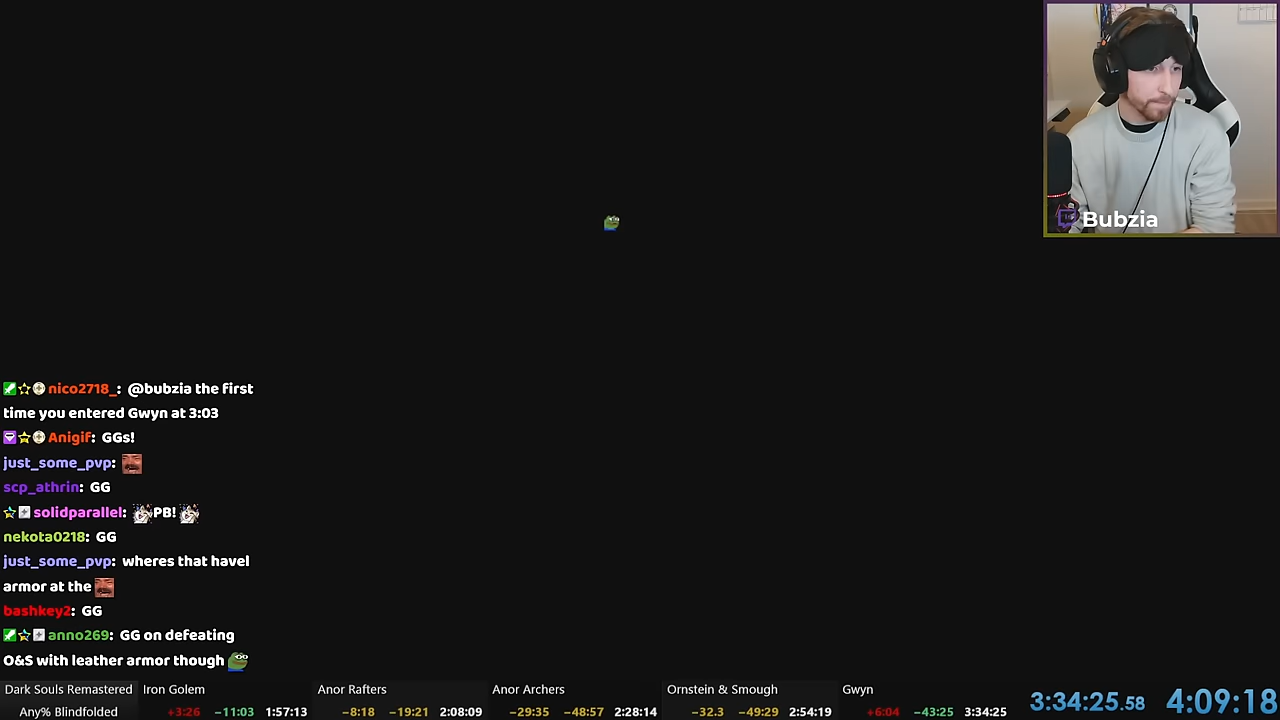 Bubzia
nico2718_: @bubzia the first
time you entered Gwyn at 3:03
Anigif: GGs!
just_some_pvp:
scp_athrin: GG
solidparallel: PB!
nekota0218: GG
just_some_pvp: wheres that havel
armor at the
bashkey2: GG
anno269: GG on defeating
O&S with leather armor though
Dark Souls Remastered
Any% Blindfolded
Iron Golem
+3:26 −11:03 1:57:13
Anor Rafters
−8:18 −19:21 2:08:09
Anor Archers
−29:35 −48:57 2:28:14
Ornstein & Smough
−32.3 −49:29 2:54:19
Gwyn
+6:04 −43:25 3:34:25
3:34:25.58 4:09:18